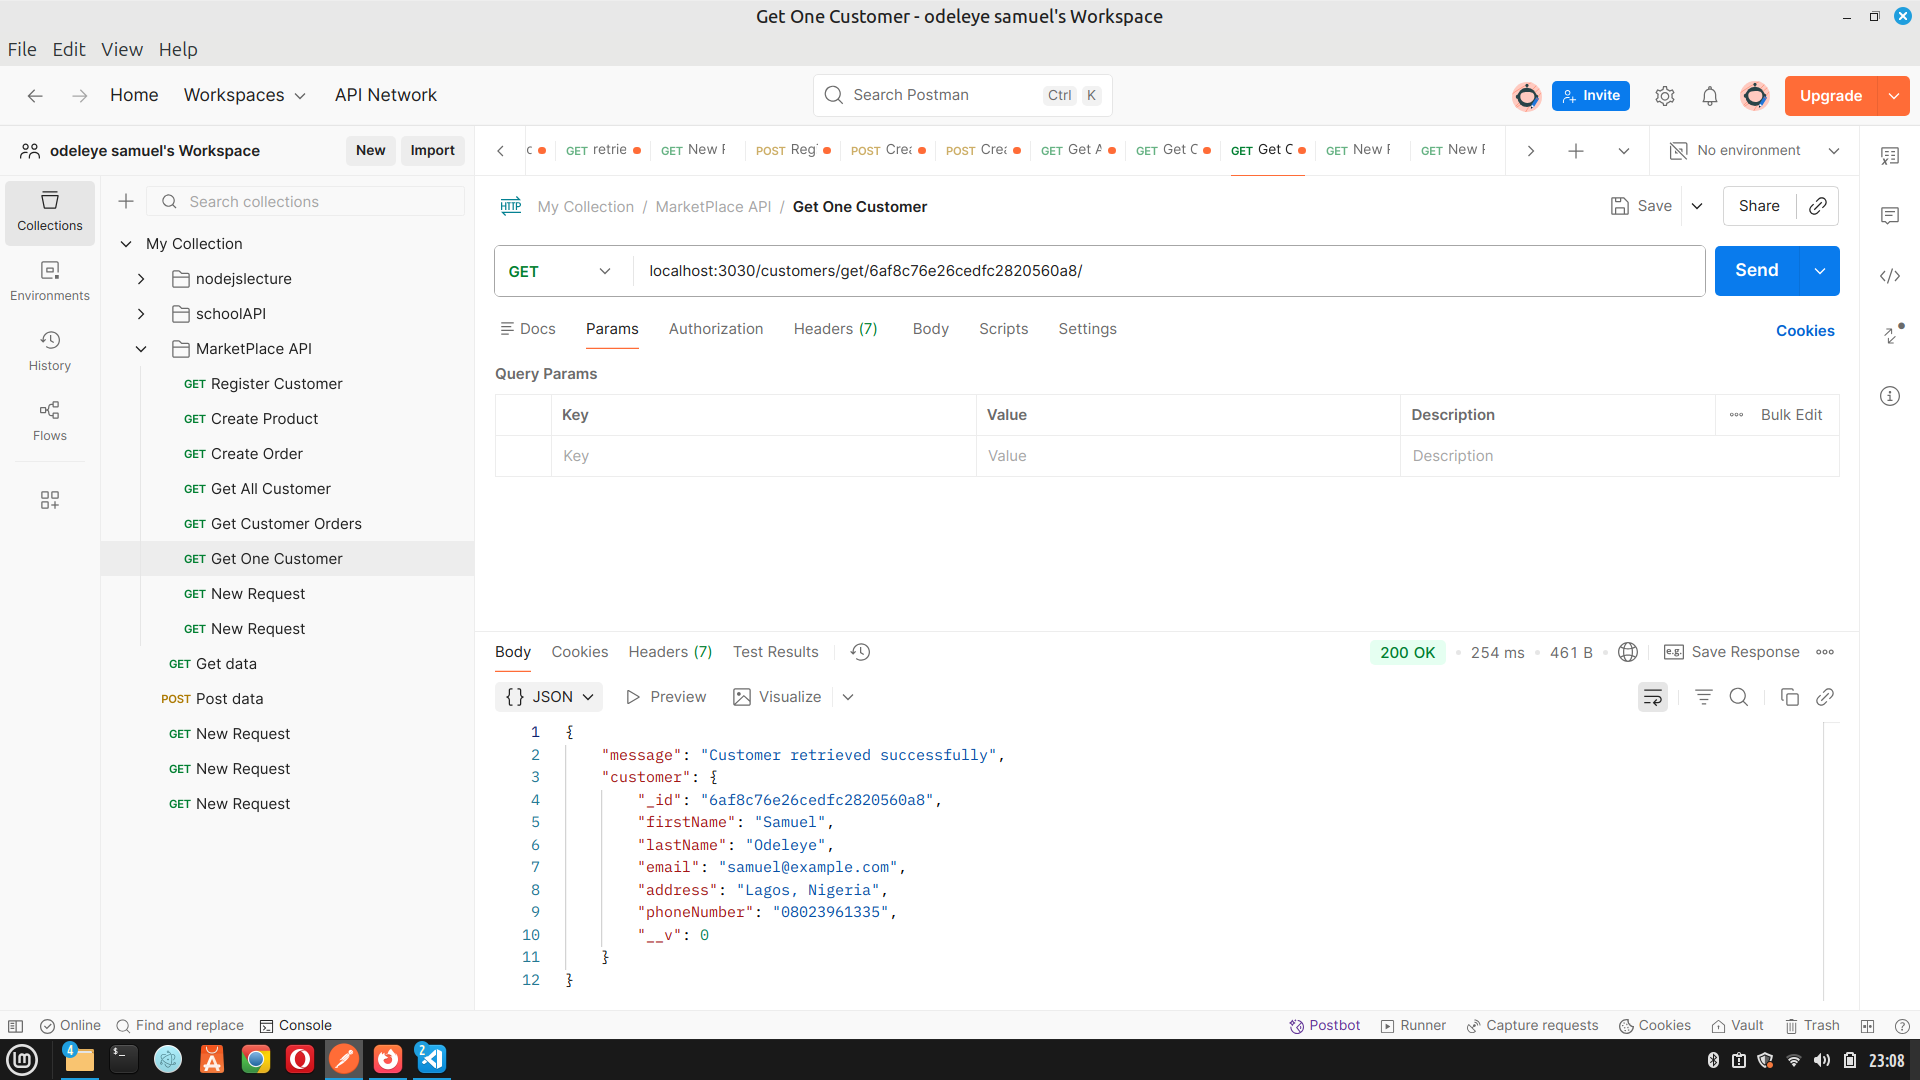 Get One Customer - odeleye samuel's Workspace
File Edit View Help
Home Workspaces API Network
Search Postman Ctrl K
Invite
Upgrade
odeleye samuel's Workspace New Import
GET retrie GET New F POST Reg POST Crea POST Crea GET Get A GET Get C GET Get C GET New F GET New F
No environment
Collections
Environments
History
Flows
Search collections
My Collection
nodejslecture
schoolAPI
MarketPlace API
GET Register Customer
GET Create Product
GET Create Order
GET Get All Customer
GET Get Customer Orders
GET Get One Customer
GET New Request
GET New Request
GET Get data
POST Post data
GET New Request
GET New Request
GET New Request
HTTP My Collection / MarketPlace API / Get One Customer
Save Share
GET localhost:3030/customers/get/6af8c76e26cedfc2820560a8/
Send
Docs Params Authorization Headers (7) Body Scripts Settings
Cookies
Query Params
Key Value Description Bulk Edit
Key Value Description
Body Cookies Headers (7) Test Results
200 OK 254 ms 461 B e.g. Save Response
{} JSON Preview Visualize
1 {
2 "message": "Customer retrieved successfully",
3 "customer": {
4 "_id": "6af8c76e26cedfc2820560a8",
5 "firstName": "Samuel",
6 "lastName": "Odeleye",
7 "email": "samuel@example.com",
8 "address": "Lagos, Nigeria",
9 "phoneNumber": "08023961335",
10 "__v": 0
11 }
12 }
Online Find and replace Console
Postbot Runner Capture requests Cookies Vault Trash
4
2
23:08